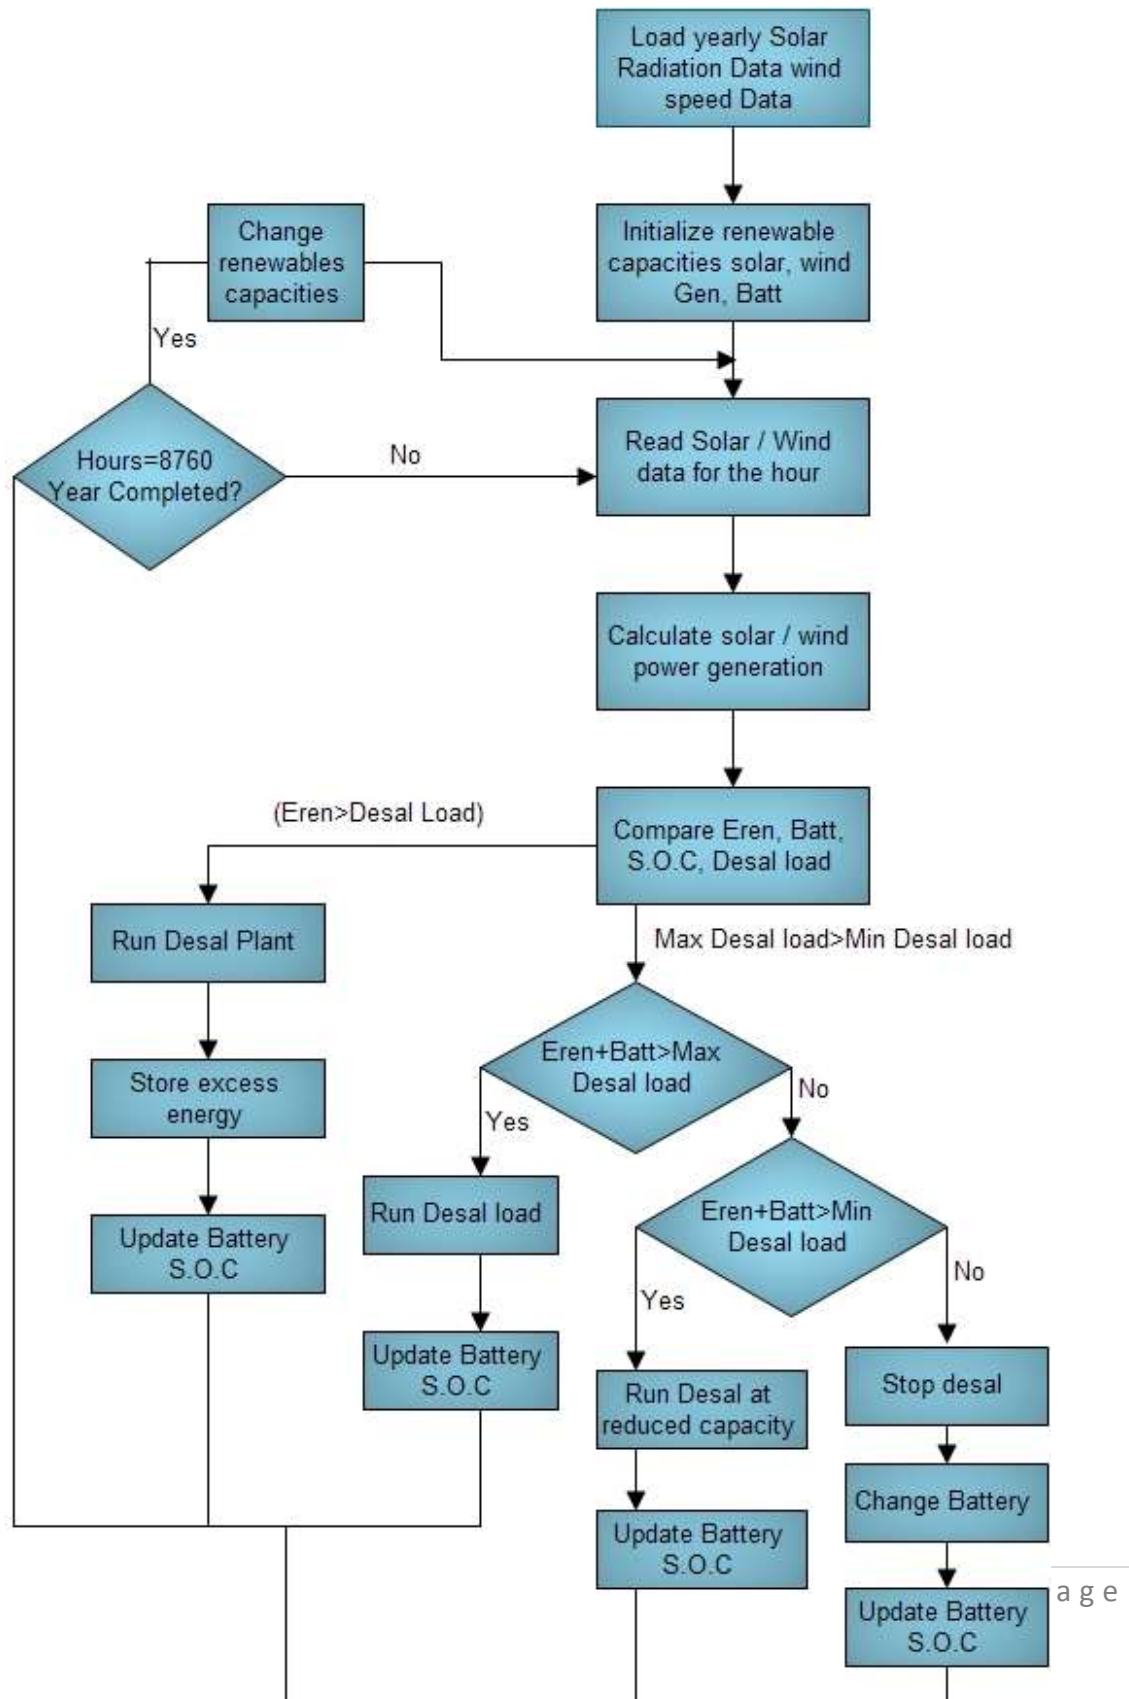 Load yearly Solar
Radiation Data wind
speed Data
Change
renewables
capacities
Initialize renewable
capacities solar, wind
Gen, Batt
Yes
Hours=8760
Year Completed?
No
Read Solar / Wind
data for the hour
Calculate solar / wind
power generation
(Eren>Desal Load)
Compare Eren, Batt,
S.O.C, Desal load
Run Desal Plant
Max Desal load>Min Desal load
Store excess
energy
Eren+Batt>Max
Desal load
Yes
No
Update Battery
S.O.C
Run Desal load
Eren+Batt>Min
Desal load
Yes
No
Update Battery
S.O.C
Run Desal at
reduced capacity
Stop desal
Change Battery
Update Battery
S.O.C
Update Battery
S.O.C
age